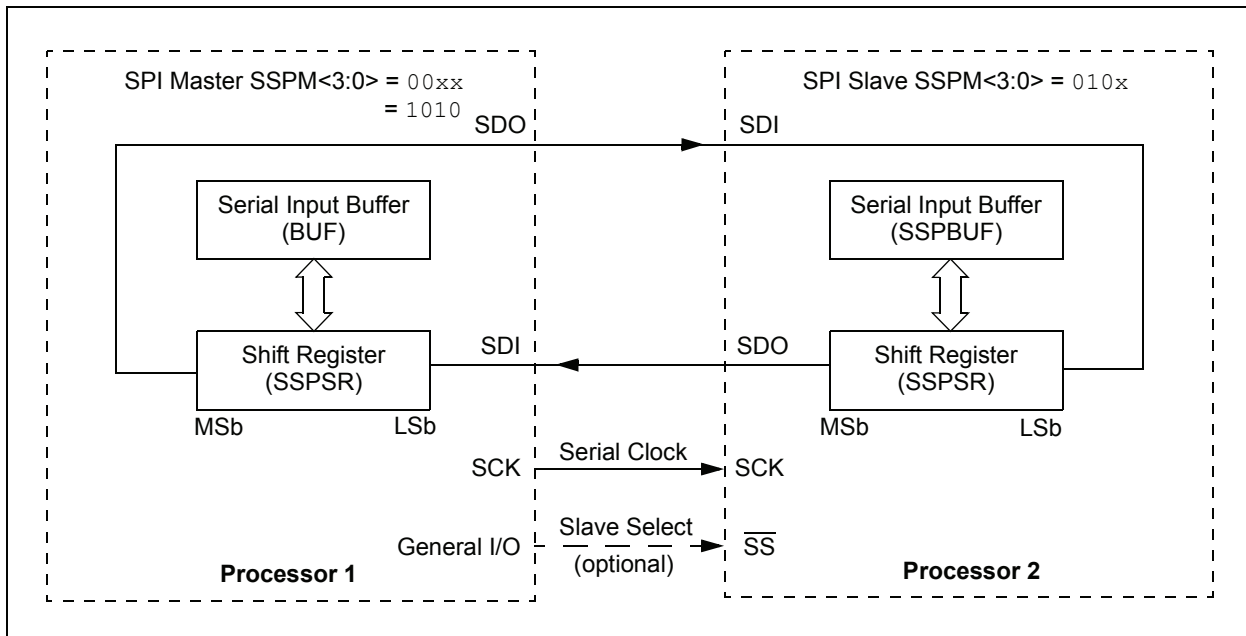 SPI Master SSPM<3:0> = 00xx
= 1010
SPI Slave SSPM<3:0> = 010x
SDO
SDI
Serial Input Buffer
(BUF)
Serial Input Buffer
(SSPBUF)
SDI
SDO
Shift Register
(SSPSR)
Shift Register
(SSPSR)
MSb
LSb
MSb
LSb
SCK
Serial Clock
SCK
General I/O
Slave Select
(optional)
S̅S̅
Processor 1
Processor 2